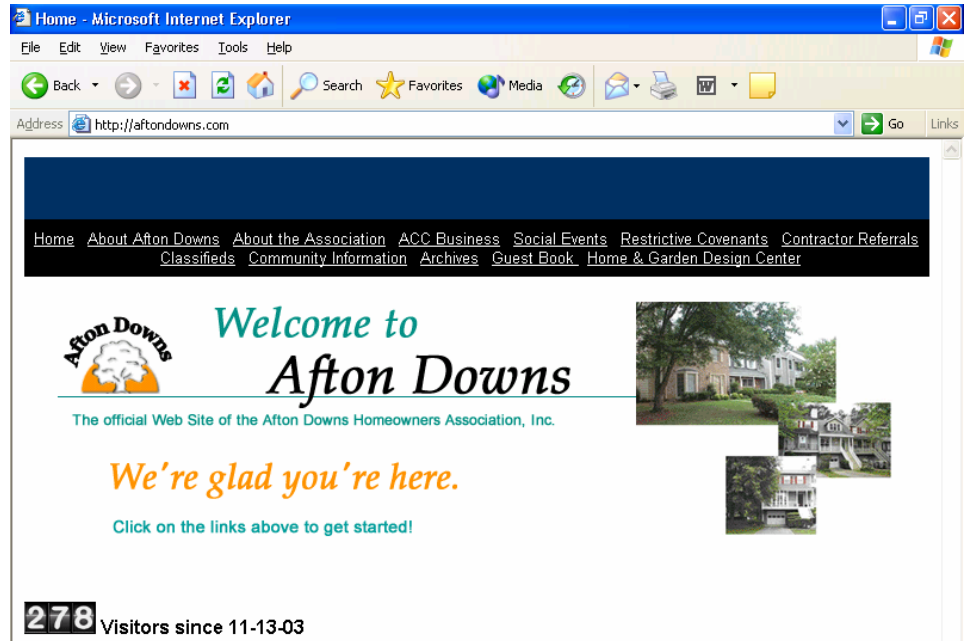 Home - Microsoft Internet Explorer
File Edit View Favorites Tools Help
Back Search Favorites Media
Address http://aftondowns.com Go Links
Home About Afton Downs About the Association ACC Business Social Events Restrictive Covenants Contractor Referrals
Classifieds Community Information Archives Guest Book Home & Garden Design Center
Afton Downs
Welcome to
Afton Downs
The official Web Site of the Afton Downs Homeowners Association, Inc.
We're glad you're here.
Click on the links above to get started!
278 Visitors since 11-13-03